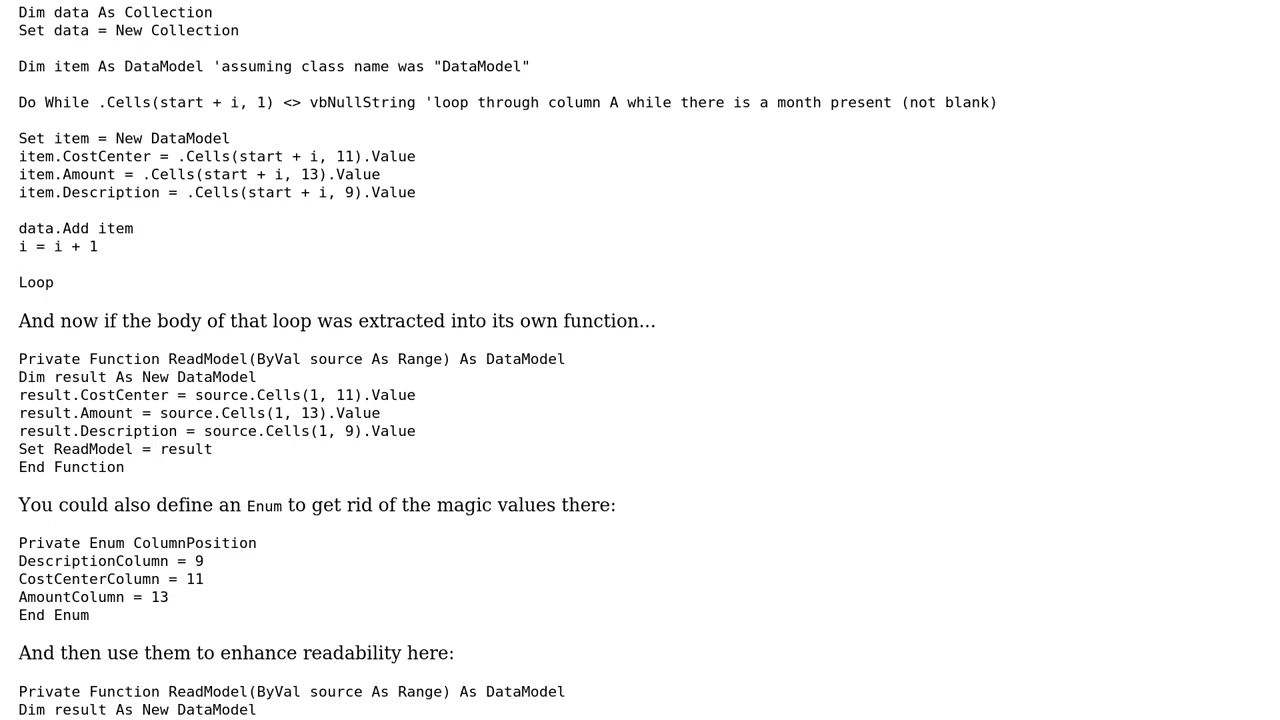 Dim data As Collection
Set data = New Collection
Dim item As DataModel 'assuming class name was "DataModel"
Do While .Cells(start + i, 1) <> vbNullString 'loop through column A while there is a month present (not blank)
Set item = New DataModel
item.CostCenter = .Cells(start + i, 11).Value
item.Amount = .Cells(start + i, 13).Value
item.Description = .Cells(start + i, 9).Value
data.Add item
i = i + 1
Loop
And now if the body of that loop was extracted into its own function...
Private Function ReadModel(ByVal source As Range) As DataModel
Dim result As New DataModel
result.CostCenter = source.Cells(1, 11).Value
result.Amount = source.Cells(1, 13).Value
result.Description = source.Cells(1, 9).Value
Set ReadModel = result
End Function
You could also define an Enum to get rid of the magic values there:
Private Enum ColumnPosition
DescriptionColumn = 9
CostCenterColumn = 11
AmountColumn = 13
End Enum
And then use them to enhance readability here:
Private Function ReadModel(ByVal source As Range) As DataModel
Dim result As New DataModel